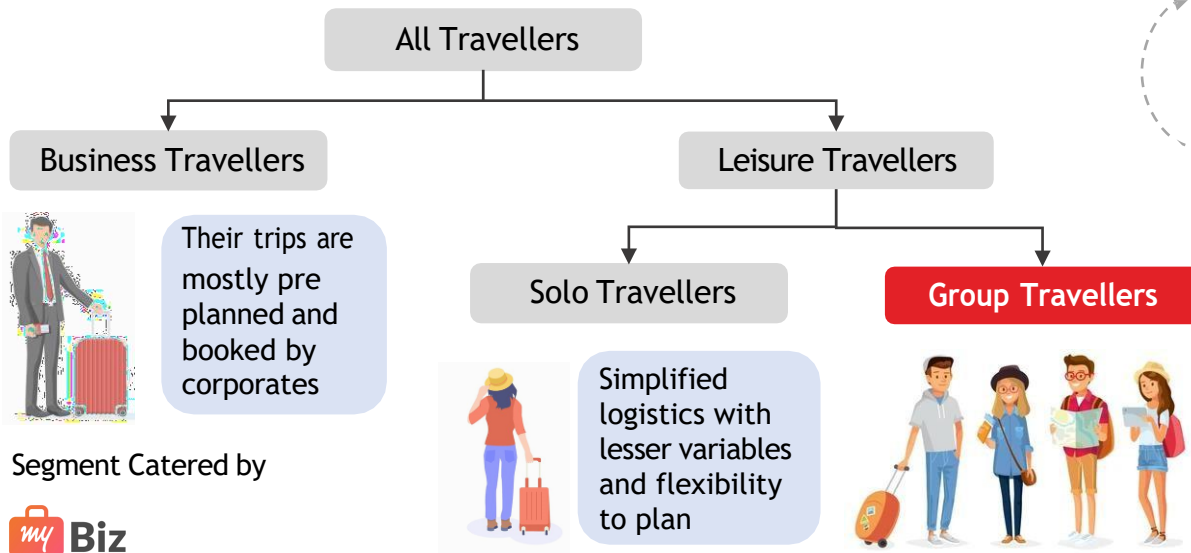 All Travellers
Business Travellers
Leisure Travellers
Their trips are
mostly pre
planned and
booked by
corporates
Solo Travellers
Group Travellers
Simplified
logistics with
lesser variables
and flexibility
to plan
Segment Catered by
my Biz